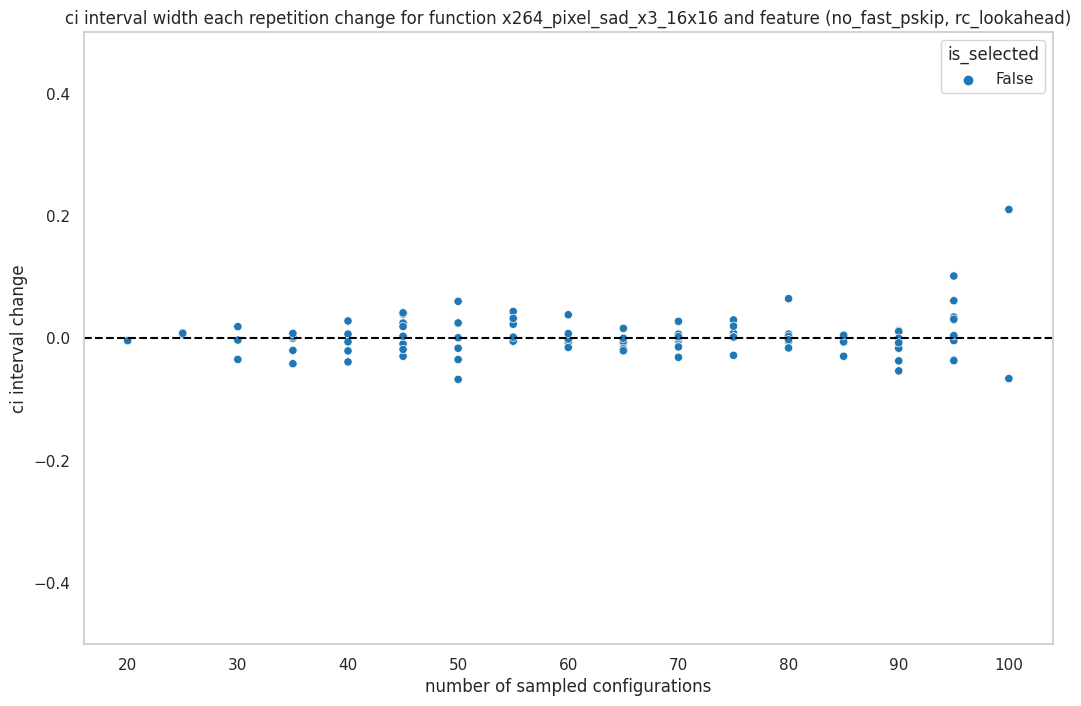 ci interval width each repetition change for function x264_pixel_sad_x3_16x16 and feature (no_fast_pskip, rc_lookahead)
is_selected
False
0.4
0.2
0.0
−0.2
−0.4
ci interval change
20
30
40
50
60
70
80
90
100
number of sampled configurations